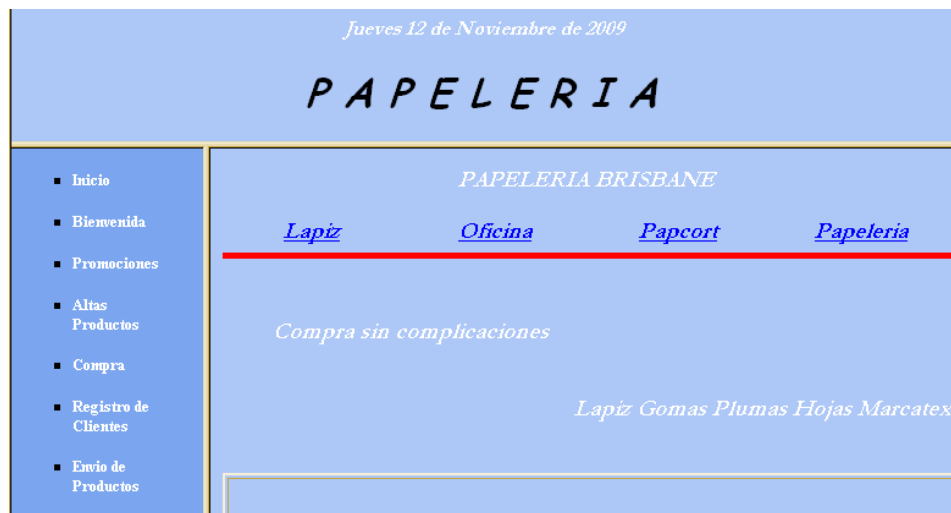 Jueves 12 de Noviembre de 2009
PAPELERIA
Inicio
Bienvenida
Promociones
Altas
Productos
Compra
Registro de
Clientes
Envio de
Productos
PAPELERIA BRISBANE
Lapiz Oficina Papcort Papeleria
Compra sin complicaciones
Lapiz Gomas Plumas Hojas Marcatex